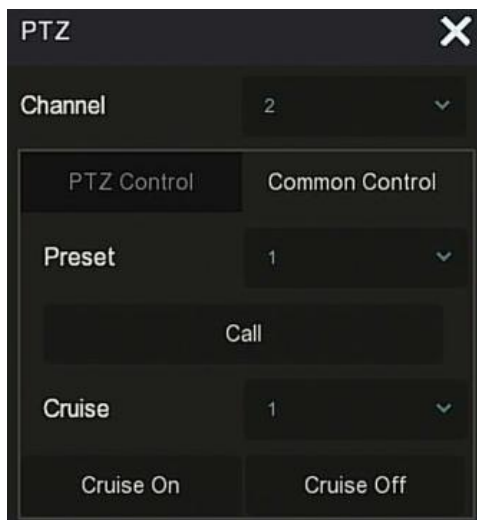 PTZ
Channel 2
PTZ Control Common Control
Preset 1
Call
Cruise 1
Cruise On Cruise Off